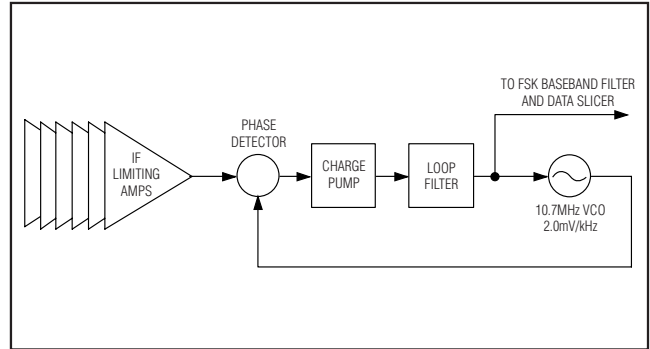 TO FSK BASEBAND FILTER
AND DATA SLICER
PHASE
DETECTOR
IF
LIMITING
AMPS
CHARGE
PUMP
LOOP
FILTER
10.7MHz VCO
2.0mV/kHz